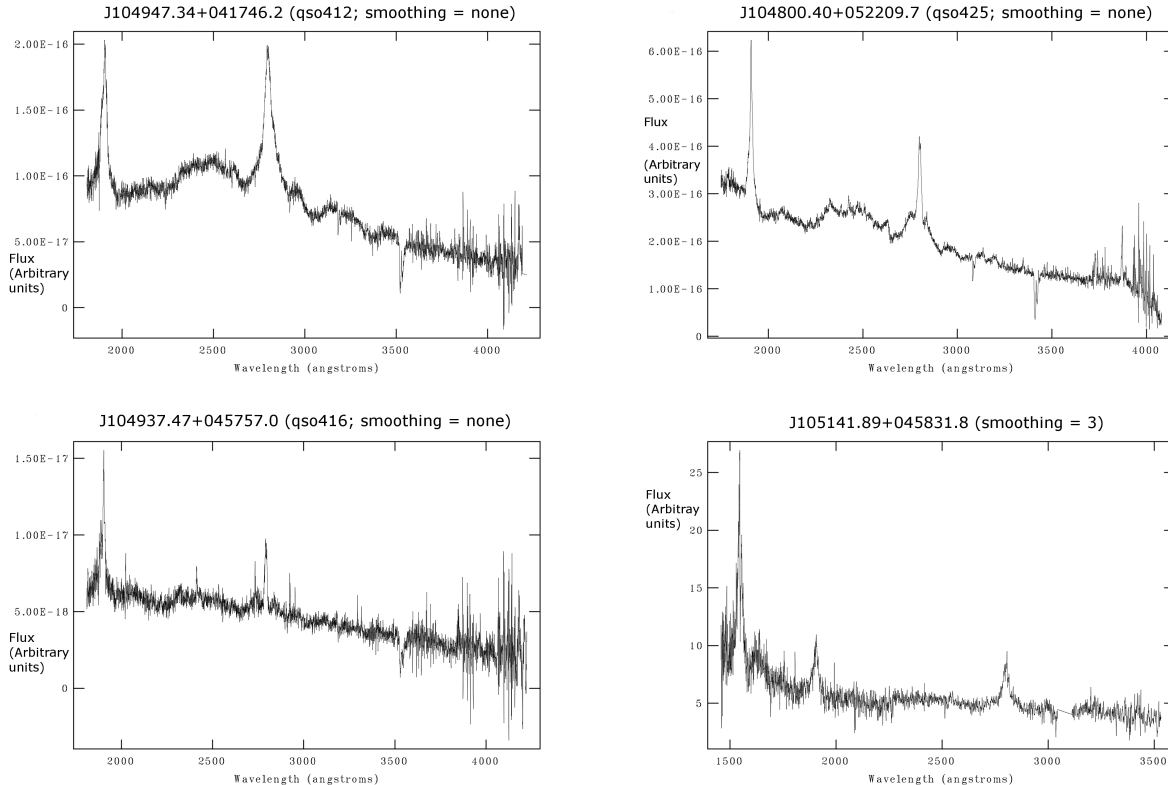 J104947.34+041746.2 (qso412; smoothing = none)
2.00E-16
1.50E-16
1.00E-16
5.00E-17
0
Flux
(Arbitrary
units)
2000 2500 3000 3500 4000
Wavelength (angstroms)
J104800.40+052209.7 (qso425; smoothing = none)
6.00E-16
5.00E-16
4.00E-16
3.00E-16
2.00E-16
1.00E-16
0
Flux
(Arbitrary
units)
2000 2500 3000 3500 4000
Wavelength (angstroms)
J104937.47+045757.0 (qso416; smoothing = none)
1.50E-17
1.00E-17
5.00E-18
0
Flux
(Arbitrary
units)
2000 2500 3000 3500 4000
Wavelength (angstroms)
J105141.89+045831.8 (smoothing = 3)
25
20
15
10
5
Flux
(Arbitray
units)
1500 2000 2500 3000 3500
Wavelength (angstroms)